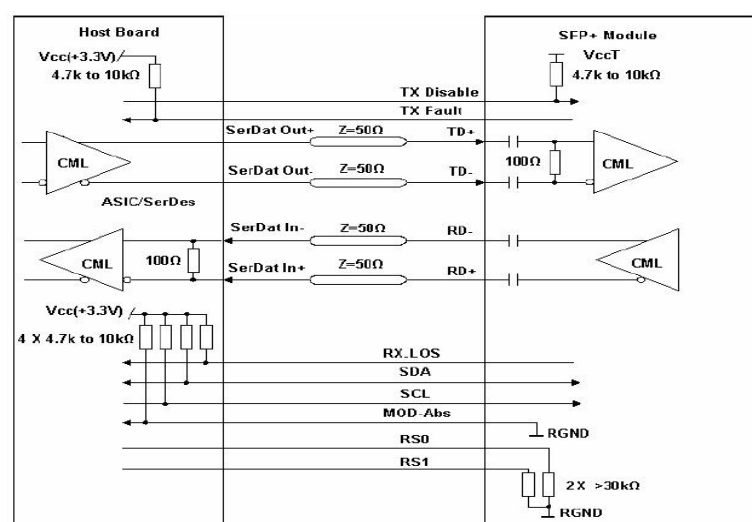 Host Board
SFP+ Module
Vcc(+3.3V)
4.7k to 10kΩ
VccT
4.7k to 10kΩ
TX Disable
TX Fault
SerDat Out+
Z=50Ω
TD+
CML
100Ω
CML
SerDat Out-
Z=50Ω
TD-
ASIC/SerDes
SerDat In-
Z=50Ω
RD-
CML
100Ω
SerDat In+
Z=50Ω
RD+
CML
Vcc(+3.3V)
4 X 4.7k to 10kΩ
RX_LOS
SDA
SCL
MOD-Abs
RGND
RS0
RS1
2 X >30kΩ
RGND